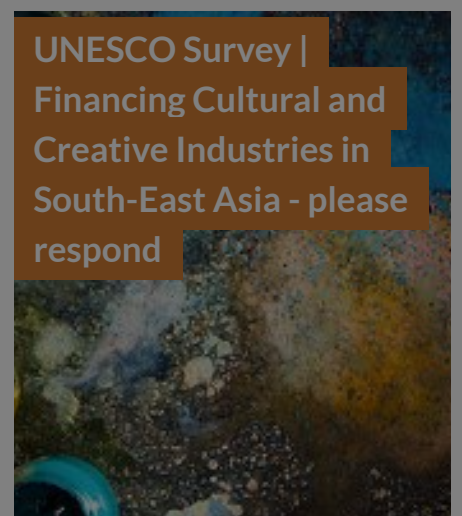 UNESCO Survey |
Financing Cultural and
Creative Industries in
South-East Asia - please
respond